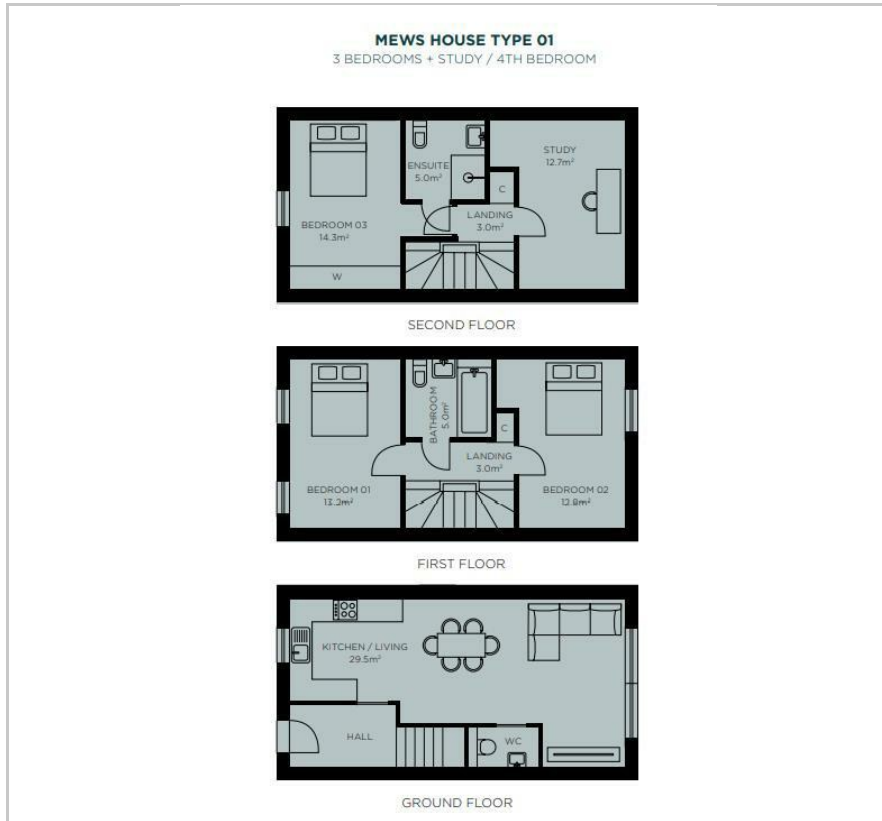 MEWS HOUSE TYPE 01
3 BEDROOMS + STUDY / 4TH BEDROOM
STUDY
12.7m²
ENSUITE
5.0m²
C
LANDING
3.0m²
BEDROOM 03
14.3m²
W
SECOND FLOOR
BATHROOM
5.0m²
C
LANDING
3.0m²
BEDROOM 01
13.2m²
BEDROOM 02
12.8m²
FIRST FLOOR
KITCHEN / LIVING
29.5m²
HALL
WC
GROUND FLOOR